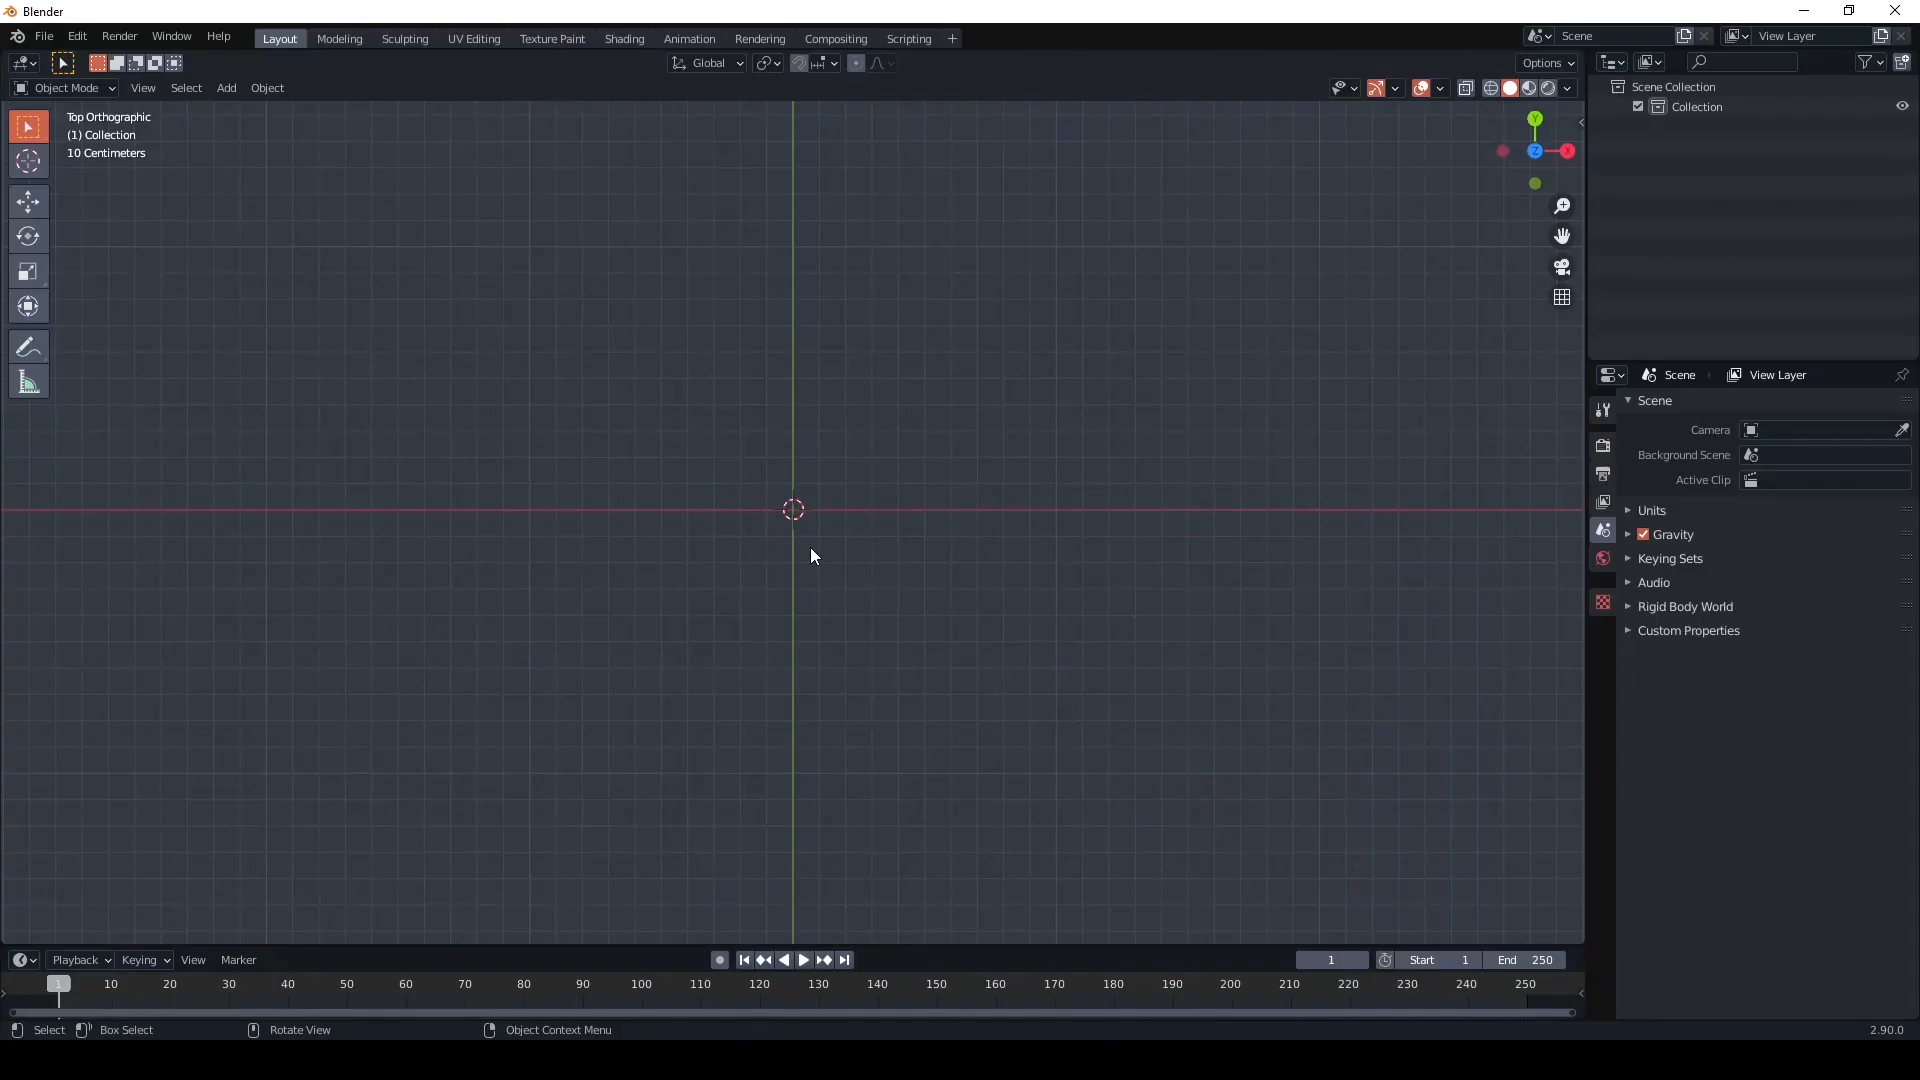 Blender
File Edit Render Window Help Layout Modeling Sculpting UV Editing Texture Paint Shading Animation Rendering Compositing Scripting + Scene View Layer
Global Options
Object Mode View Select Add Object
Scene Collection
Collection
Top Orthographic
(1) Collection
10 Centimeters
Y
Z X
Scene View Layer
Scene
Camera
Background Scene
Active Clip
Units
Gravity
Keying Sets
Audio
Rigid Body World
Custom Properties
Playback Keying View Marker 1 Start 1 End 250
1 10 20 30 40 50 60 70 80 90 100 110 120 130 140 150 160 170 180 190 200 210 220 230 240 250
Select Box Select Rotate View Object Context Menu 2.90.0